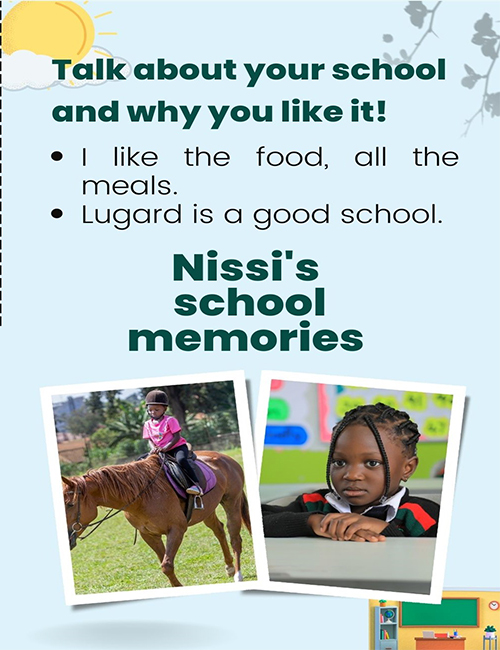 Talk about your school
and why you like it!
• I like the food, all the
meals.
• Lugard is a good school.
Nissi's
school
memories